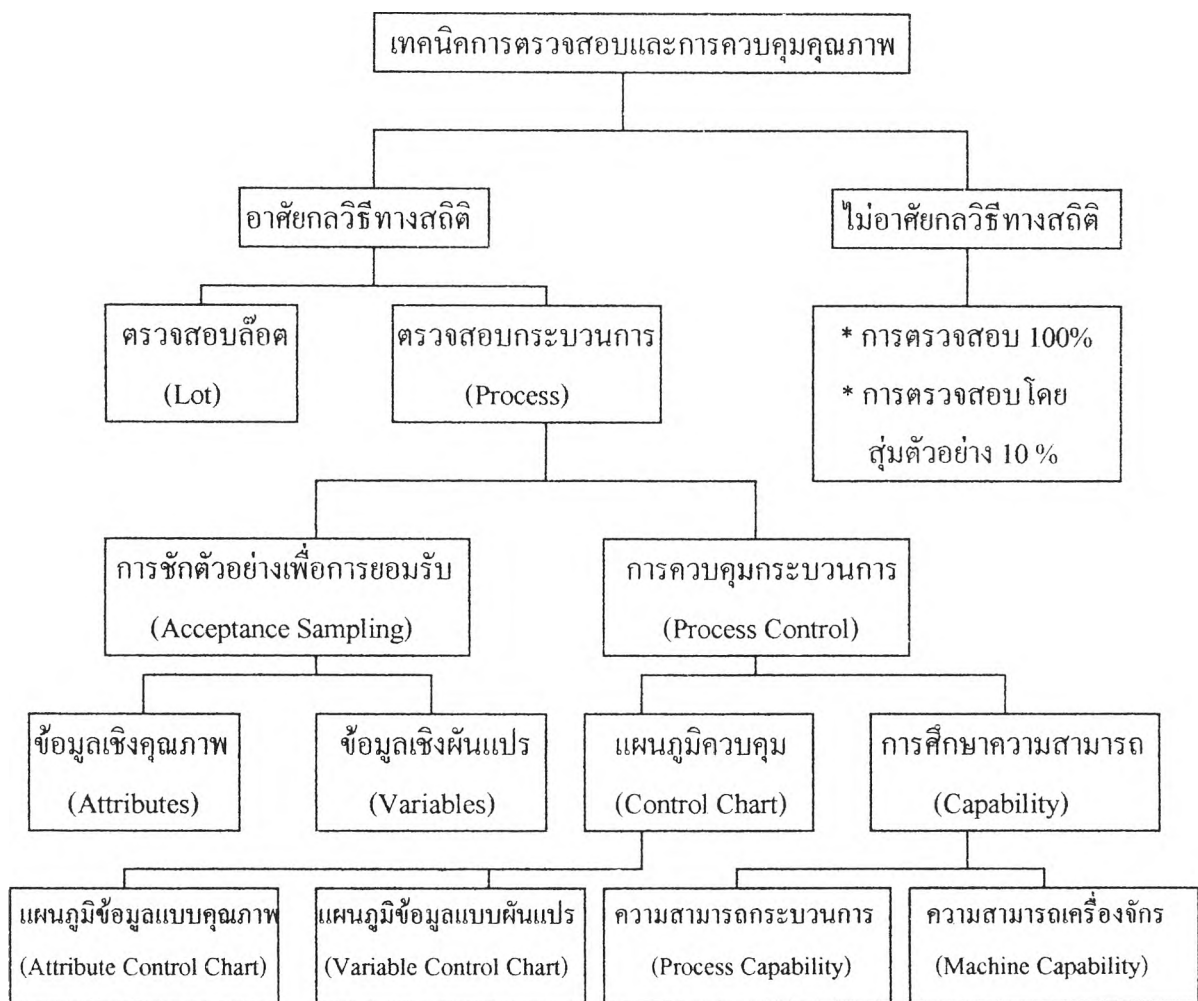 เทคนิคการตรวจสอบและการควบคุมคุณภาพ
อาศัยกลวิธีทางสถิติ
ไม่อาศัยกลวิธีทางสถิติ
ตรวจสอบล๊อต
(Lot)
ตรวจสอบกระบวนการ
(Process)
* การตรวจสอบ 100%
* การตรวจสอบโดย
สุ่มตัวอย่าง 10 %
การชักตัวอย่างเพื่อการยอมรับ
(Acceptance Sampling)
การควบคุมกระบวนการ
(Process Control)
ข้อมูลเชิงคุณภาพ
(Attributes)
ข้อมูลเชิงผันแปร
(Variables)
แผนภูมิควบคุม
(Control Chart)
การศึกษาความสามารถ
(Capability)
แผนภูมิข้อมูลแบบคุณภาพ
(Attribute Control Chart)
แผนภูมิข้อมูลแบบผันแปร
(Variable Control Chart)
ความสามารถกระบวนการ
(Process Capability)
ความสามารถเครื่องจักร
(Machine Capability)